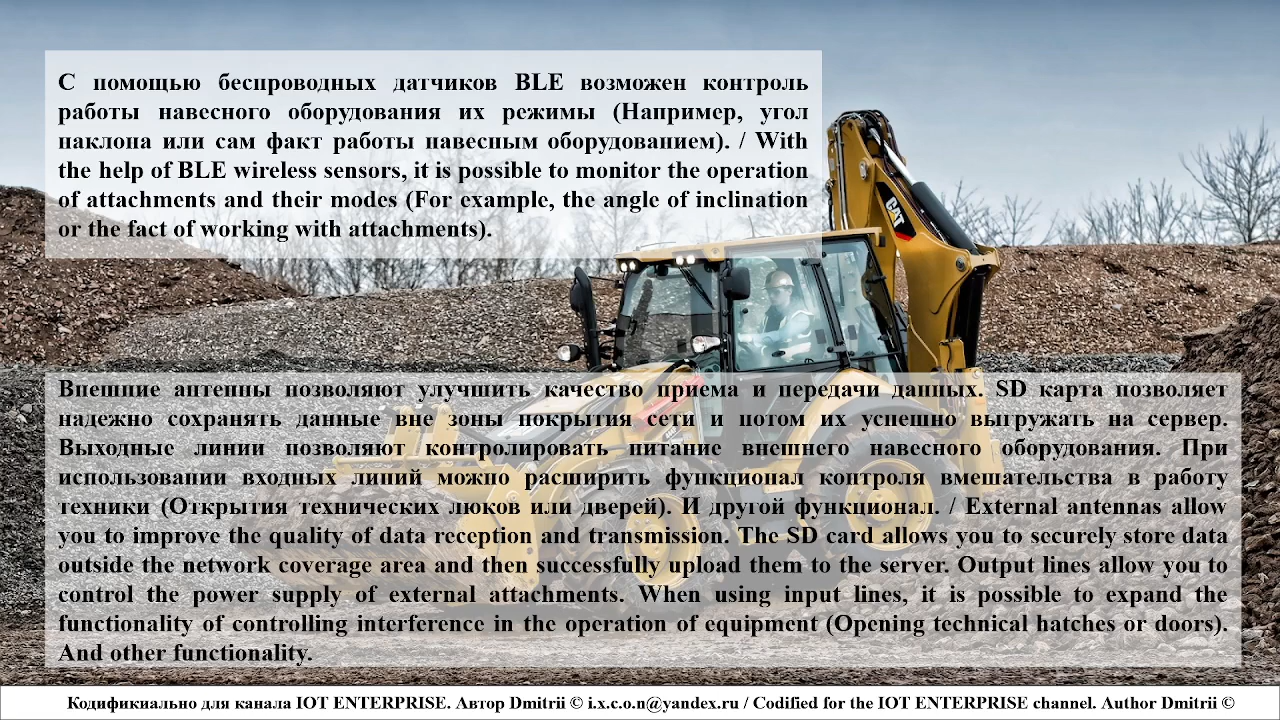 С помощью беспроводных датчиков BLE возможен контроль
работы навесного оборудования их режимы (Например, угол
наклона или сам факт работы навесным оборудованием). / With
the help of BLE wireless sensors, it is possible to monitor the operation
of attachments and their modes (For example, the angle of inclination
or the fact of working with attachments).
CAT
Внешние антенны позволяют улучшить качество приема и передачи данных. SD карта позволяет
надежно сохранять данные вне зоны покрытия сети и потом их успешно выгружать на сервер.
Выходные линии позволяют контролировать питание внешнего навесного оборудования. При
использовании входных линий можно расширить функционал контроля вмешательства в работу
техники (Открытия технических люков или дверей). И другой функционал. / External antennas allow
you to improve the quality of data reception and transmission. The SD card allows you to securely store data
outside the network coverage area and then successfully upload them to the server. Output lines allow you to
control the power supply of external attachments. When using input lines, it is possible to expand the
functionality of controlling interference in the operation of equipment (Opening technical hatches or doors).
And other functionality.
Кодификиально для канала IOT ENTERPRISE. Автор Dmitrii © i.x.c.o.n@yandex.ru / Codified for the IOT ENTERPRISE channel. Author Dmitrii ©